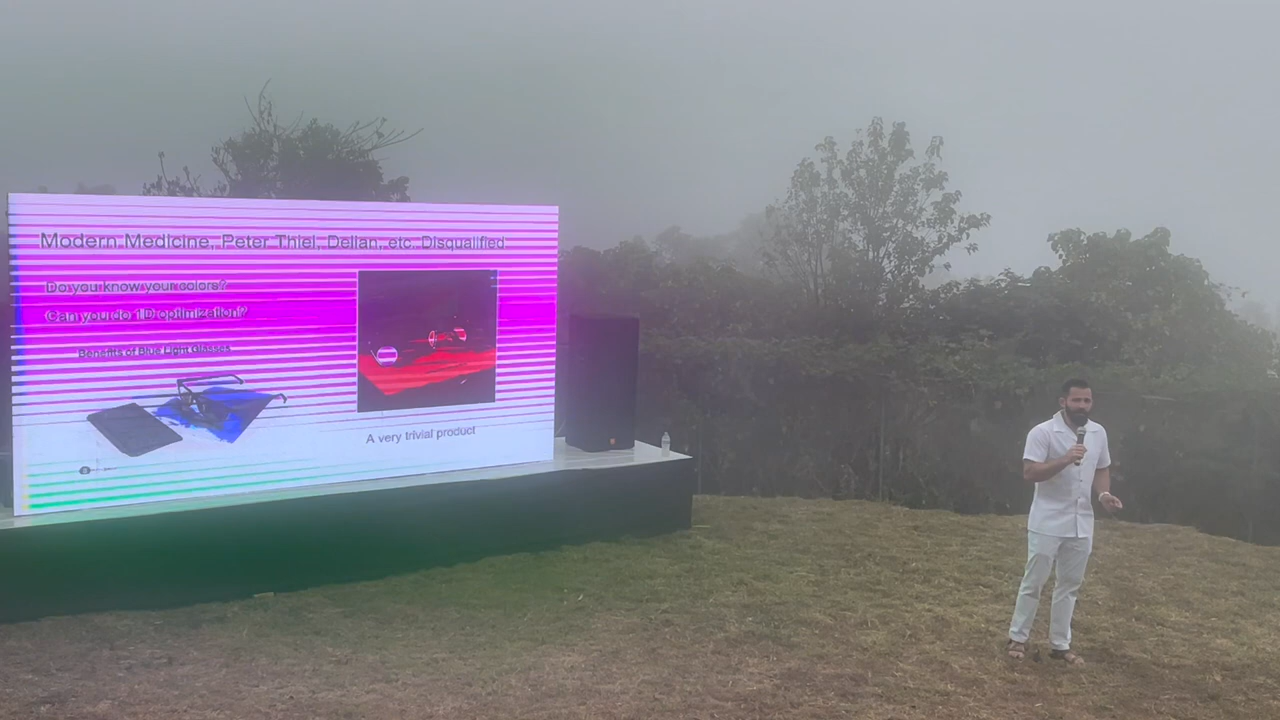 Modern Medicine, Peter Thiel, Delian, etc. Disqualified
Do you know your colors?
Can you do 1D optimization?
Benefits of Blue Light Glasses
A very trivial product